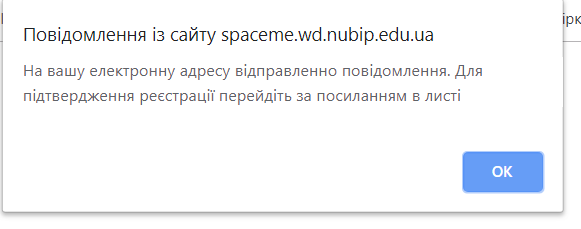 Повідомлення із сайту spaceme.wd.nubip.edu.ua
На вашу електронну адресу відправленно повідомлення. Для
підтвердження реєстрації перейдіть за посиланням в листі
ОК